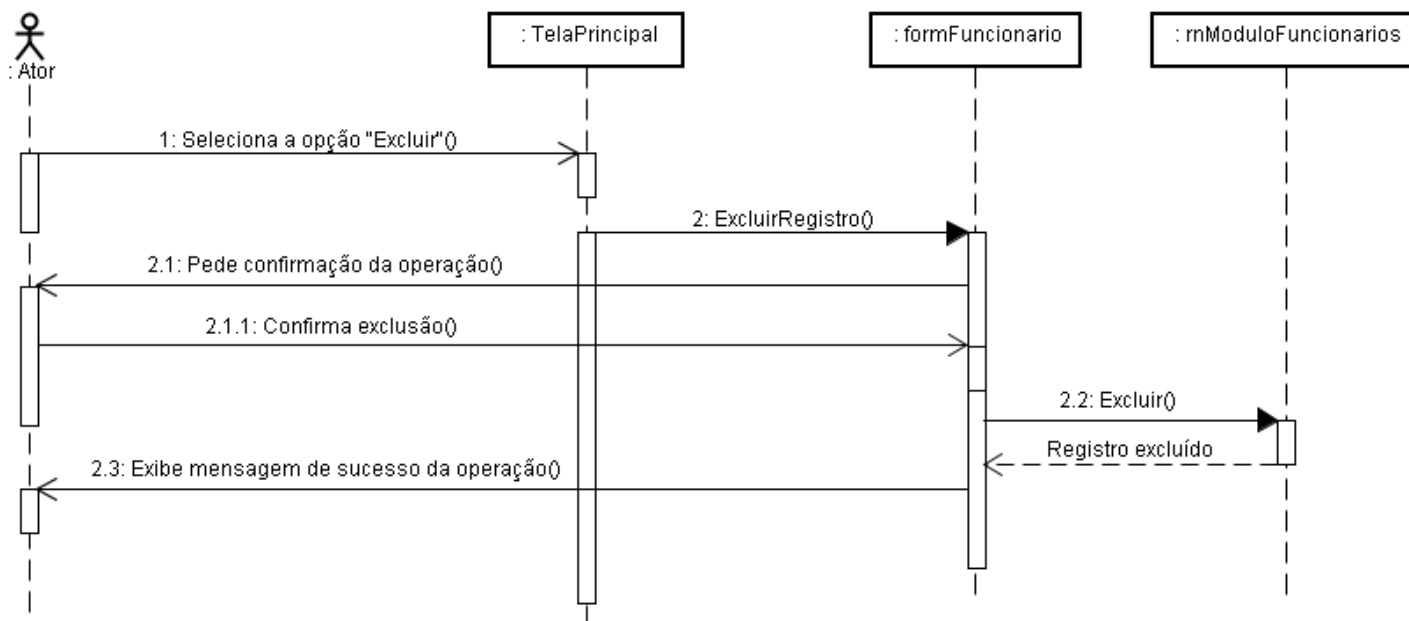 : Ator
: TelaPrincipal
: formFuncionario
: rnModuloFuncionarios
1: Seleciona a opção "Excluir"()
2: ExcluirRegistro()
2.1: Pede confirmação da operação()
2.1.1: Confirma exclusão()
2.2: Excluir()
Registro excluído
2.3: Exibe mensagem de sucesso da operação()